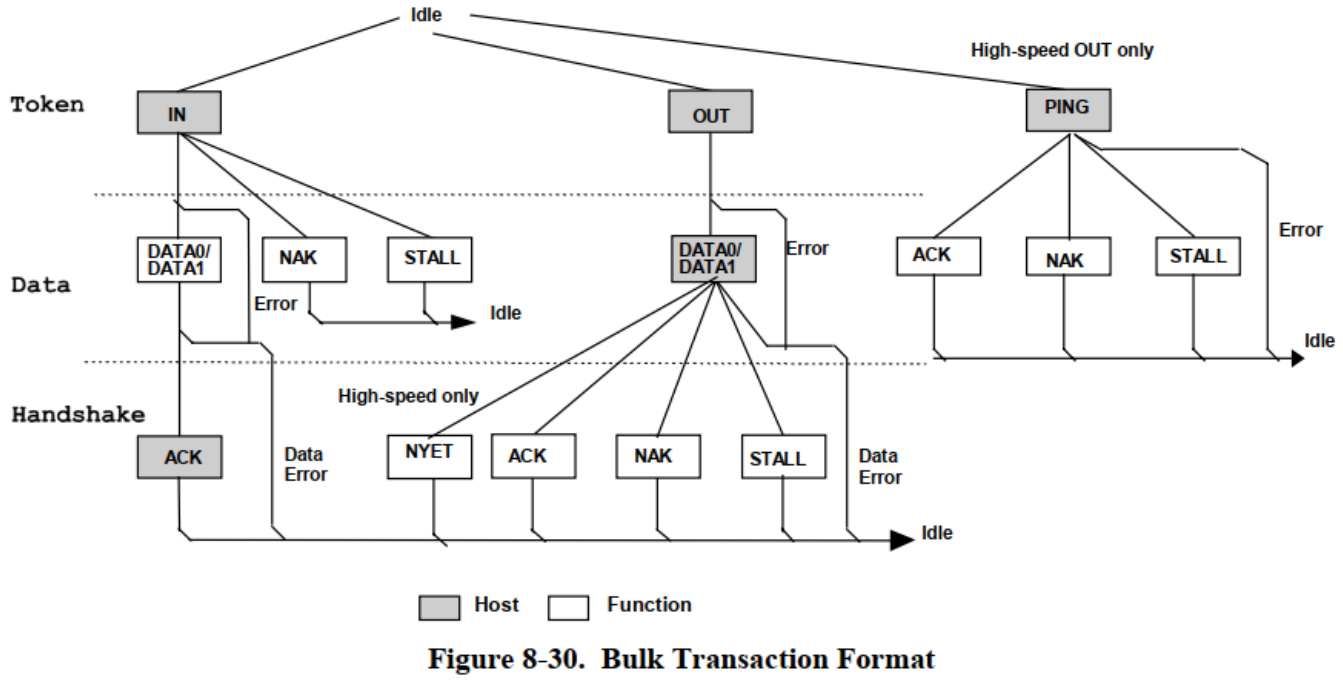 Idle
High-speed OUT only
Token
IN
OUT
PING
DATA0/
DATA1
NAK
STALL
DATA0/
DATA1
Error
ACK
NAK
STALL
Error
Data
Error
Idle
Idle
High-speed only
Handshake
ACK
Data
Error
NYET
ACK
NAK
STALL
Data
Error
Idle
Host
Function
Figure 8-30. Bulk Transaction Format